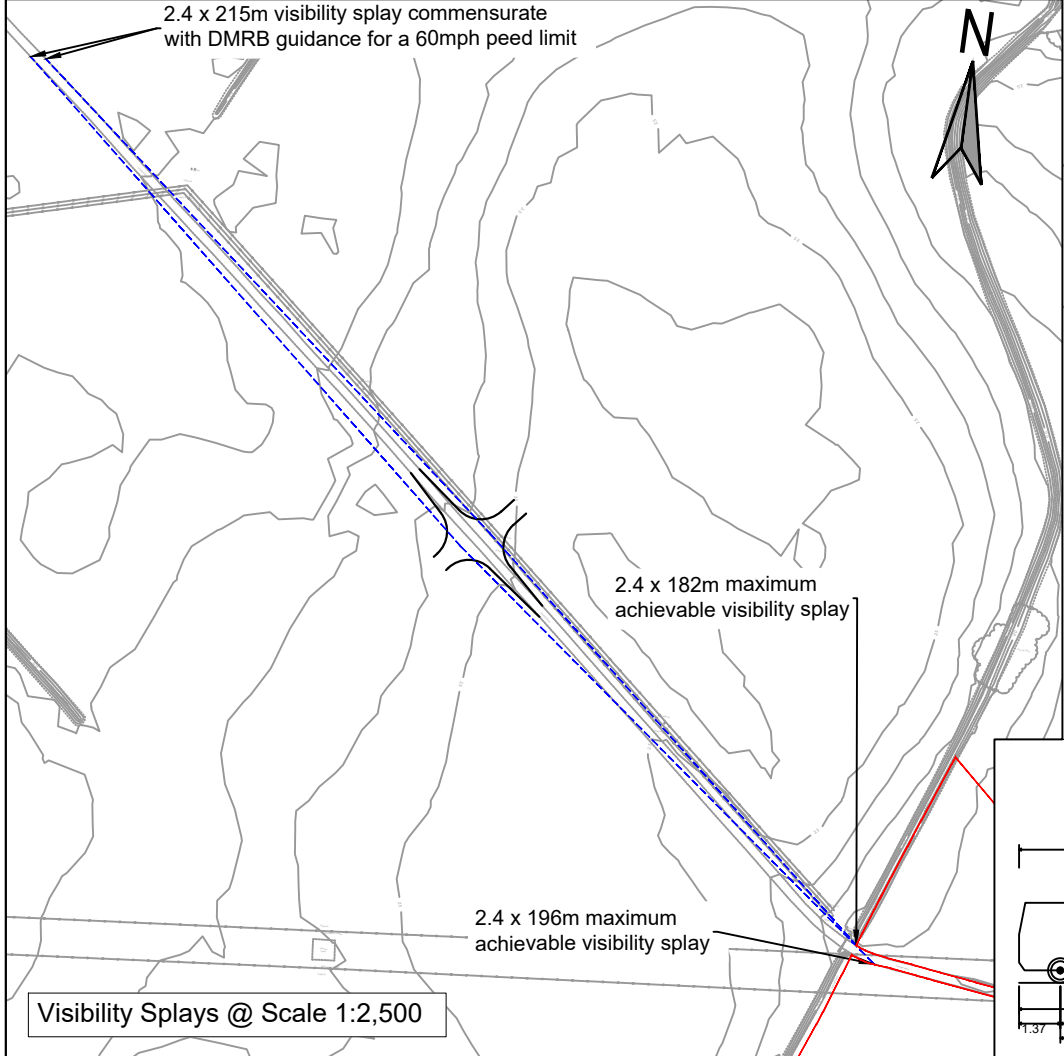 2.4 x 215m visibility splay commensurate
with DMRB guidance for a 60mph peed limit
N
2.4 x 182m maximum
achievable visibility splay
2.4 x 196m maximum
achievable visibility splay
Visibility Splays @ Scale 1:2,500
1.37